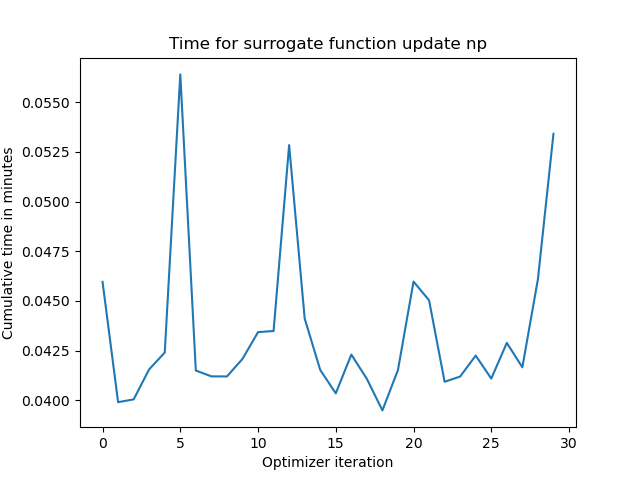 Time for surrogate function update np
Cumulative time in minutes
0.0550
0.0525
0.0500
0.0475
0.0450
0.0425
0.0400
0 5 10 15 20 25 30
Optimizer iteration